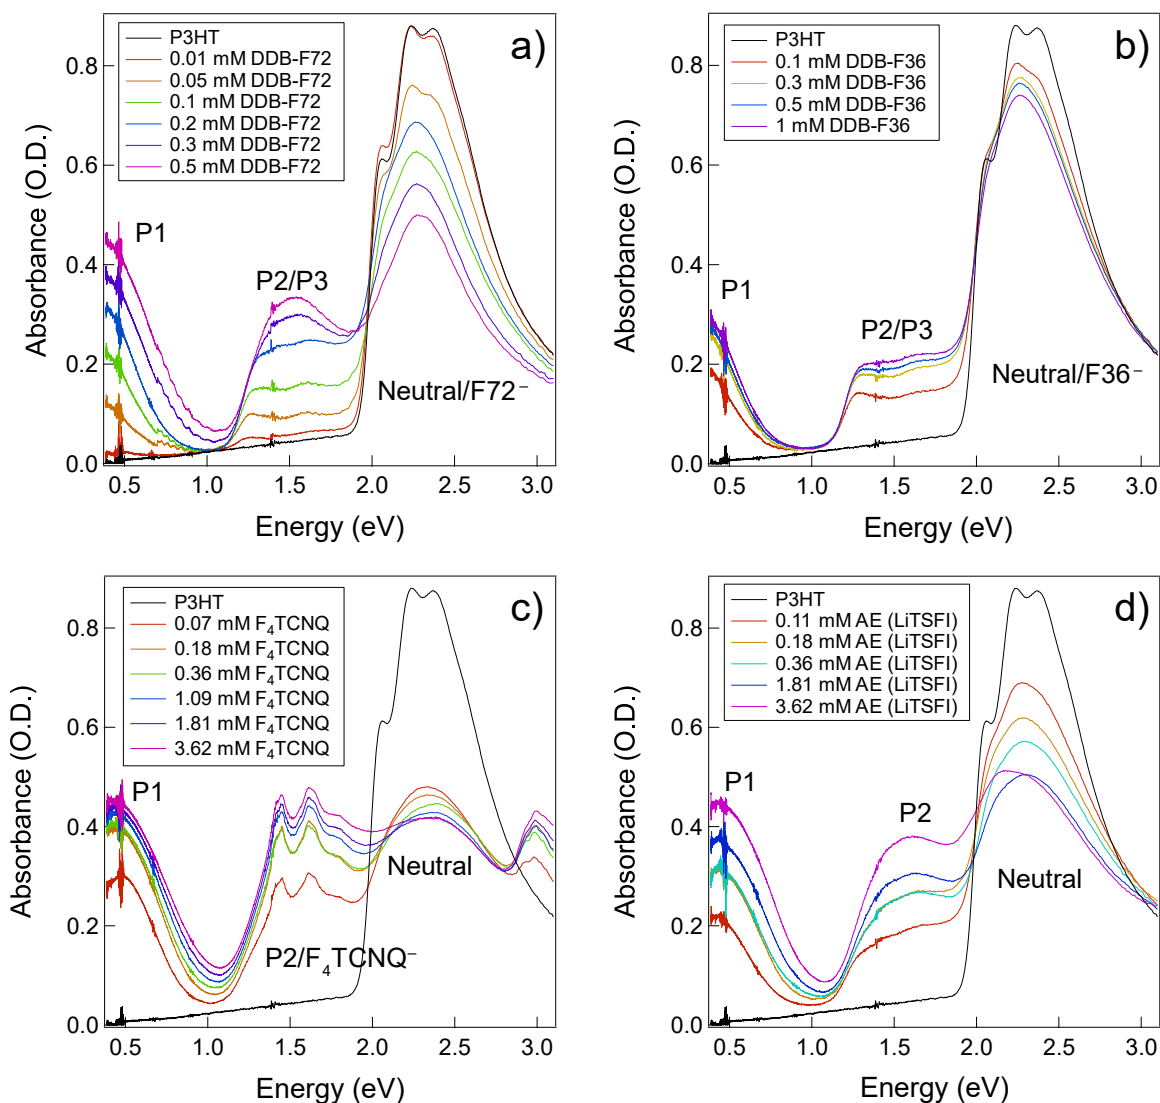 a)
P3HT
0.01 mM DDB-F72
0.05 mM DDB-F72
0.1 mM DDB-F72
0.2 mM DDB-F72
0.3 mM DDB-F72
0.5 mM DDB-F72
P1
P2/P3
Neutral/F72⁻
Absorbance (O.D.)
0.8
0.6
0.4
0.2
0.0
0.5 1.0 1.5 2.0 2.5 3.0
Energy (eV)
b)
P3HT
0.1 mM DDB-F36
0.3 mM DDB-F36
0.5 mM DDB-F36
1 mM DDB-F36
P1
P2/P3
Neutral/F36⁻
Absorbance (O.D.)
0.8
0.6
0.4
0.2
0.0
0.5 1.0 1.5 2.0 2.5 3.0
Energy (eV)
c)
P3HT
0.07 mM F₄TCNQ
0.18 mM F₄TCNQ
0.36 mM F₄TCNQ
1.09 mM F₄TCNQ
1.81 mM F₄TCNQ
3.62 mM F₄TCNQ
P1
Neutral
P2/F₄TCNQ⁻
Absorbance (O.D.)
0.8
0.6
0.4
0.2
0.0
0.5 1.0 1.5 2.0 2.5 3.0
Energy (eV)
d)
P3HT
0.11 mM AE (LiTSFI)
0.18 mM AE (LiTSFI)
0.36 mM AE (LiTSFI)
1.81 mM AE (LiTSFI)
3.62 mM AE (LiTSFI)
P1
P2
Neutral
Absorbance (O.D.)
0.8
0.6
0.4
0.2
0.0
0.5 1.0 1.5 2.0 2.5 3.0
Energy (eV)